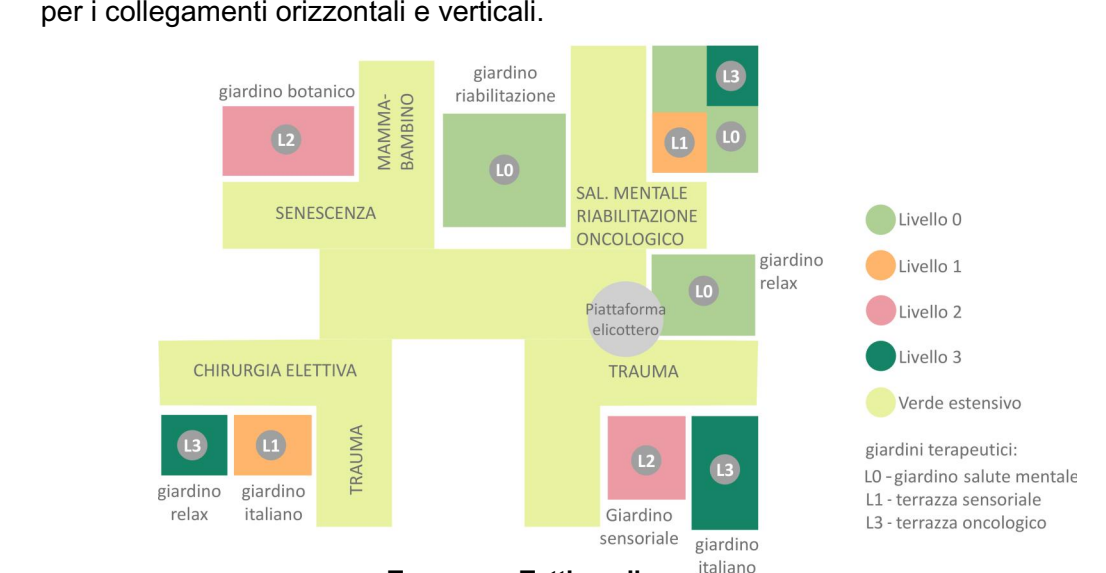 per i collegamenti orizzontali e verticali.
giardino botanico
L2
MAMMA-
BAMBINO
SENESCENZA
giardino
riabilitazione
L0
SAL. MENTALE
RIABILITAZIONE
ONCOLOGICO
L3
L1
L0
L0
giardino
relax
Piattaforma
elicottero
CHIRURGIA ELETTIVA
TRAUMA
L3
giardino
relax
L1
giardino
italiano
TRAUMA
L2
Giardino
sensoriale
L3
giardino
italiano
Livello 0
Livello 1
Livello 2
Livello 3
Verde estensivo
giardini terapeutici:
L0 - giardino salute mentale
L1 - terrazza sensoriale
L3 - terrazza oncologico